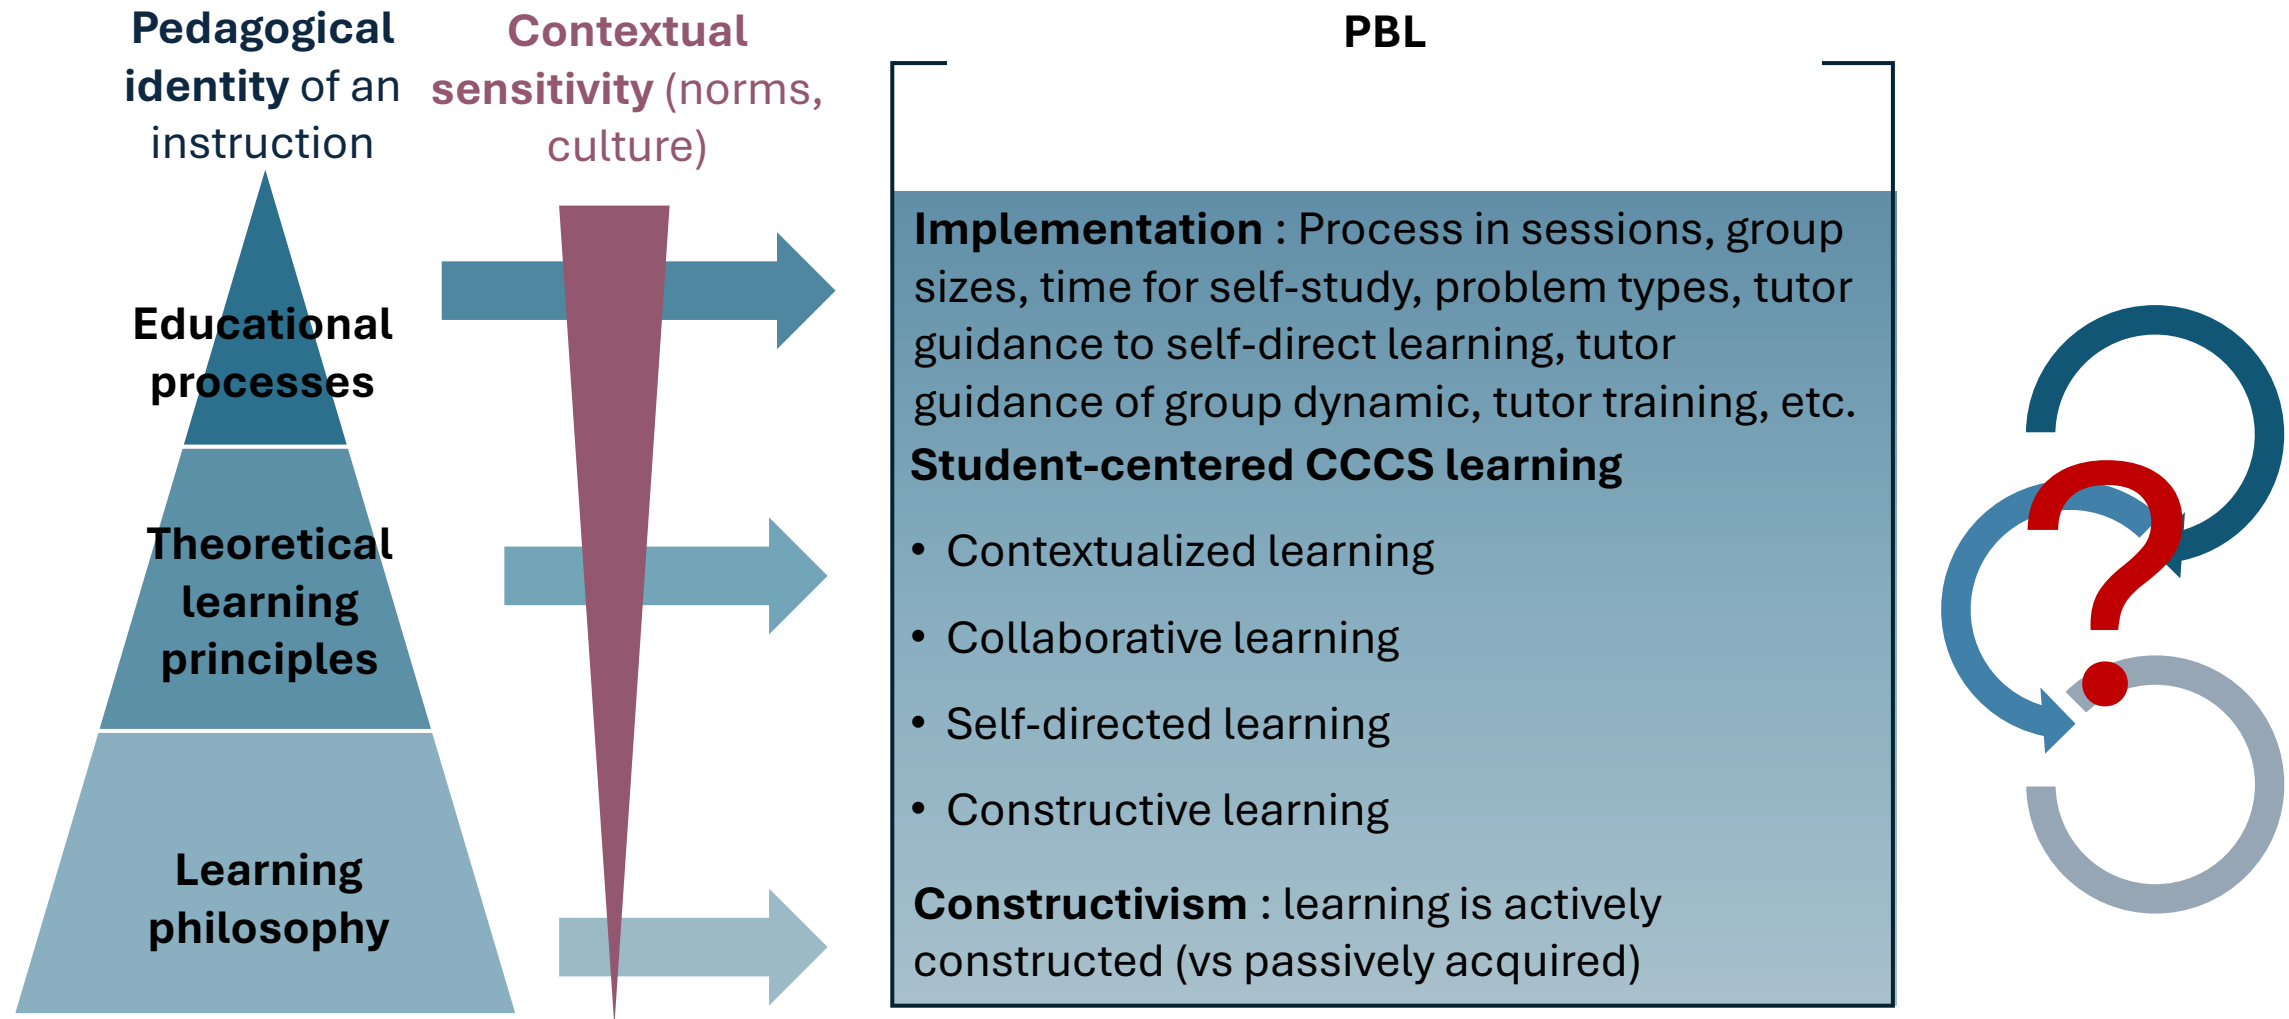 Pedagogical
identity of an
instruction
Contextual
sensitivity (norms,
culture)
PBL
Educational
processes
Theoretical
learning
principles
Learning
philosophy
Implementation : Process in sessions, group
sizes, time for self-study, problem types, tutor
guidance to self-direct learning, tutor
guidance of group dynamic, tutor training, etc.
Student-centered CCCS learning
• Contextualized learning
• Collaborative learning
• Self-directed learning
• Constructive learning
Constructivism : learning is actively
constructed (vs passively acquired)
?